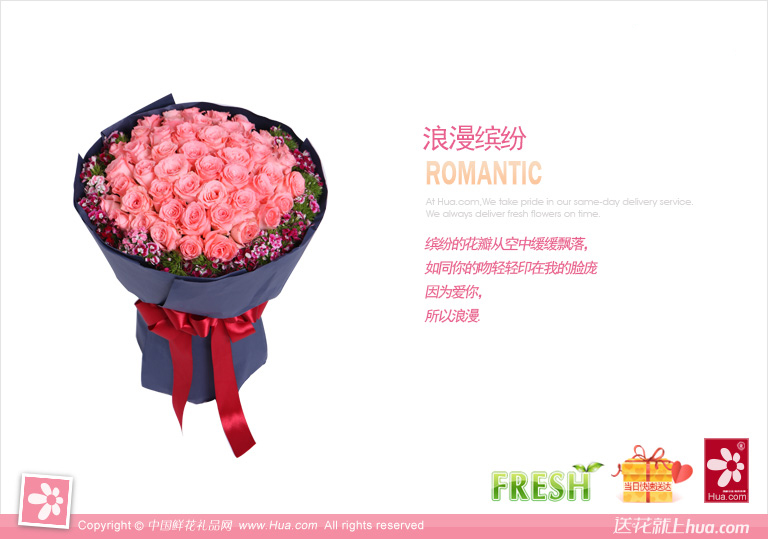 浪漫缤纷
ROMANTIC
At Hua.com,We take pride in our same-day dellvery service.
We always deliver fresh flowers on time.
缤纷的花瓣从空中缓缓飘落,
如同你的吻轻轻印在我的脸庞
因为爱你,
所以浪漫.
FRESH
当日快速送达
Hua.com
Copyright © 中国鲜花礼品网 www.Hua.com All rights reserved
送花就上hua.com